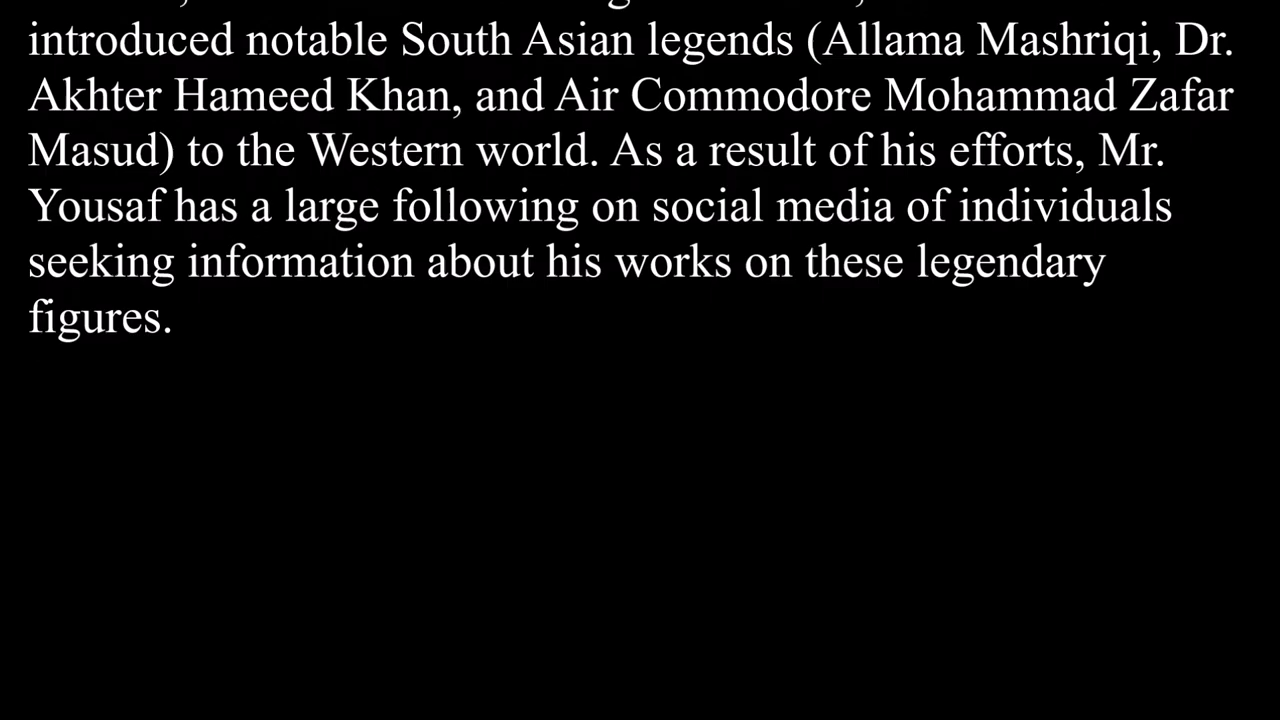 introduced notable South Asian legends (Allama Mashriqi, Dr.
Akhter Hameed Khan, and Air Commodore Mohammad Zafar
Masud) to the Western world. As a result of his efforts, Mr.
Yousaf has a large following on social media of individuals
seeking information about his works on these legendary
figures.